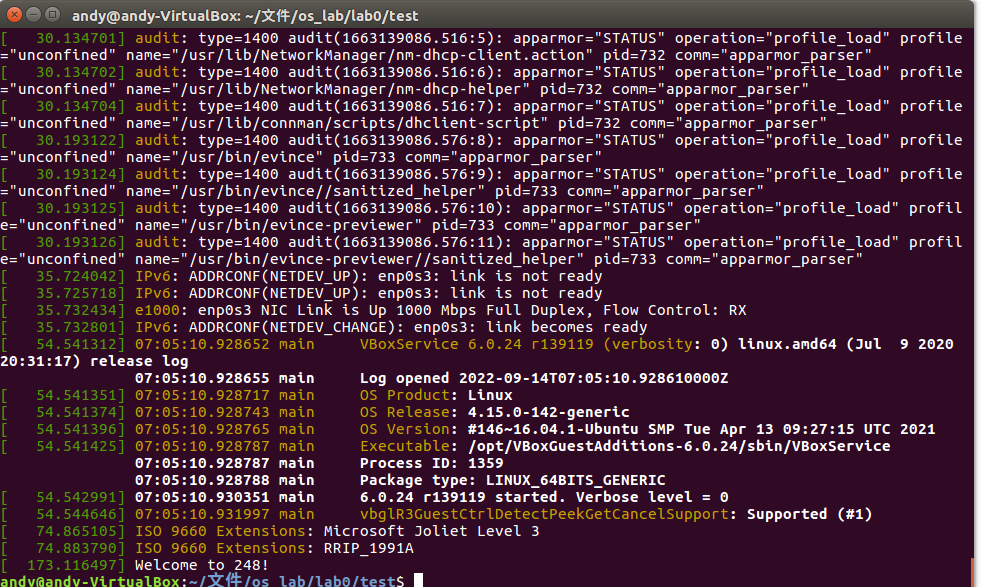 andy@andy-VirtualBox: ~/文件/os_lab/lab0/test
[   30.134701] audit: type=1400 audit(1663139086.516:5): apparmor="STATUS" operation="profile_load" profile
="unconfined" name="/usr/lib/NetworkManager/nm-dhcp-client.action" pid=732 comm="apparmor_parser"
[   30.134702] audit: type=1400 audit(1663139086.516:6): apparmor="STATUS" operation="profile_load" profile
="unconfined" name="/usr/lib/NetworkManager/nm-dhcp-helper" pid=732 comm="apparmor_parser"
[   30.134704] audit: type=1400 audit(1663139086.516:7): apparmor="STATUS" operation="profile_load" profile
="unconfined" name="/usr/lib/connman/scripts/dhclient-script" pid=732 comm="apparmor_parser"
[   30.193122] audit: type=1400 audit(1663139086.576:8): apparmor="STATUS" operation="profile_load" profile
="unconfined" name="/usr/bin/evince" pid=733 comm="apparmor_parser"
[   30.193124] audit: type=1400 audit(1663139086.576:9): apparmor="STATUS" operation="profile_load" profile
="unconfined" name="/usr/bin/evince//sanitized_helper" pid=733 comm="apparmor_parser"
[   30.193125] audit: type=1400 audit(1663139086.576:10): apparmor="STATUS" operation="profile_load" profil
e="unconfined" name="/usr/bin/evince-previewer" pid=733 comm="apparmor_parser"
[   30.193126] audit: type=1400 audit(1663139086.576:11): apparmor="STATUS" operation="profile_load" profil
e="unconfined" name="/usr/bin/evince-previewer//sanitized_helper" pid=733 comm="apparmor_parser"
[   35.724042] IPv6: ADDRCONF(NETDEV_UP): enp0s3: link is not ready
[   35.725718] IPv6: ADDRCONF(NETDEV_UP): enp0s3: link is not ready
[   35.732434] e1000: enp0s3 NIC Link is Up 1000 Mbps Full Duplex, Flow Control: RX
[   35.732801] IPv6: ADDRCONF(NETDEV_CHANGE): enp0s3: link becomes ready
[   54.541312] 07:05:10.928652 main     VBoxService 6.0.24 r139119 (verbosity: 0) linux.amd64 (Jul  9 2020
20:31:17) release log
               07:05:10.928655 main     Log opened 2022-09-14T07:05:10.928610000Z
[   54.541351] 07:05:10.928717 main     OS Product: Linux
[   54.541374] 07:05:10.928743 main     OS Release: 4.15.0-142-generic
[   54.541396] 07:05:10.928765 main     OS Version: #146~16.04.1-Ubuntu SMP Tue Apr 13 09:27:15 UTC 2021
[   54.541425] 07:05:10.928787 main     Executable: /opt/VBoxGuestAdditions-6.0.24/sbin/VBoxService
               07:05:10.928787 main     Process ID: 1359
               07:05:10.928788 main     Package type: LINUX_64BITS_GENERIC
[   54.542991] 07:05:10.930351 main     6.0.24 r139119 started. Verbose level = 0
[   54.544646] 07:05:10.931997 main     vbglR3GuestCtrlDetectPeekGetCancelSupport: Supported (#1)
[   74.865105] ISO 9660 Extensions: Microsoft Joliet Level 3
[   74.883790] ISO 9660 Extensions: RRIP_1991A
[  173.116497] Welcome to 248!
andy@andy-VirtualBox:~/文件/os_lab/lab0/test$